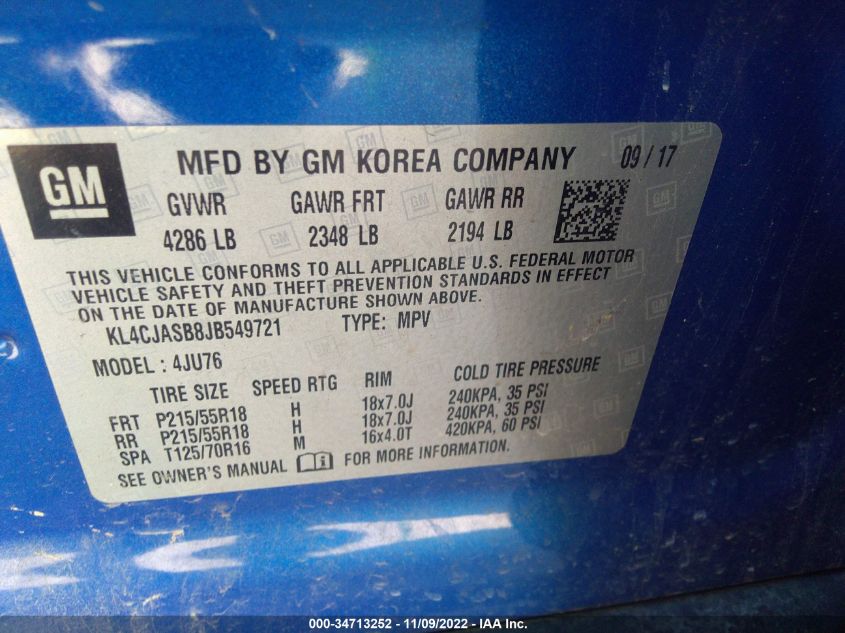 GM
MFD BY GM KOREA COMPANY 09/17
GVWR GAWR FRT GAWR RR
4286 LB 2348 LB 2194 LB
THIS VEHICLE CONFORMS TO ALL APPLICABLE U.S. FEDERAL MOTOR
VEHICLE SAFETY AND THEFT PREVENTION STANDARDS IN EFFECT
ON THE DATE OF MANUFACTURE SHOWN ABOVE.
KL4CJASB8JB549721 TYPE: MPV
MODEL: 4JU76
TIRE SIZE SPEED RTG RIM COLD TIRE PRESSURE
FRT P215/55R18 H 18x7.0J 240KPA, 35 PSI
RR P215/55R18 H 18x7.0J 240KPA, 35 PSI
SPA T125/70R16 M 16x4.0T 420KPA, 60 PSI
SEE OWNER'S MANUAL FOR MORE INFORMATION.
000-34713252 - 11/09/2022 - IAA Inc.